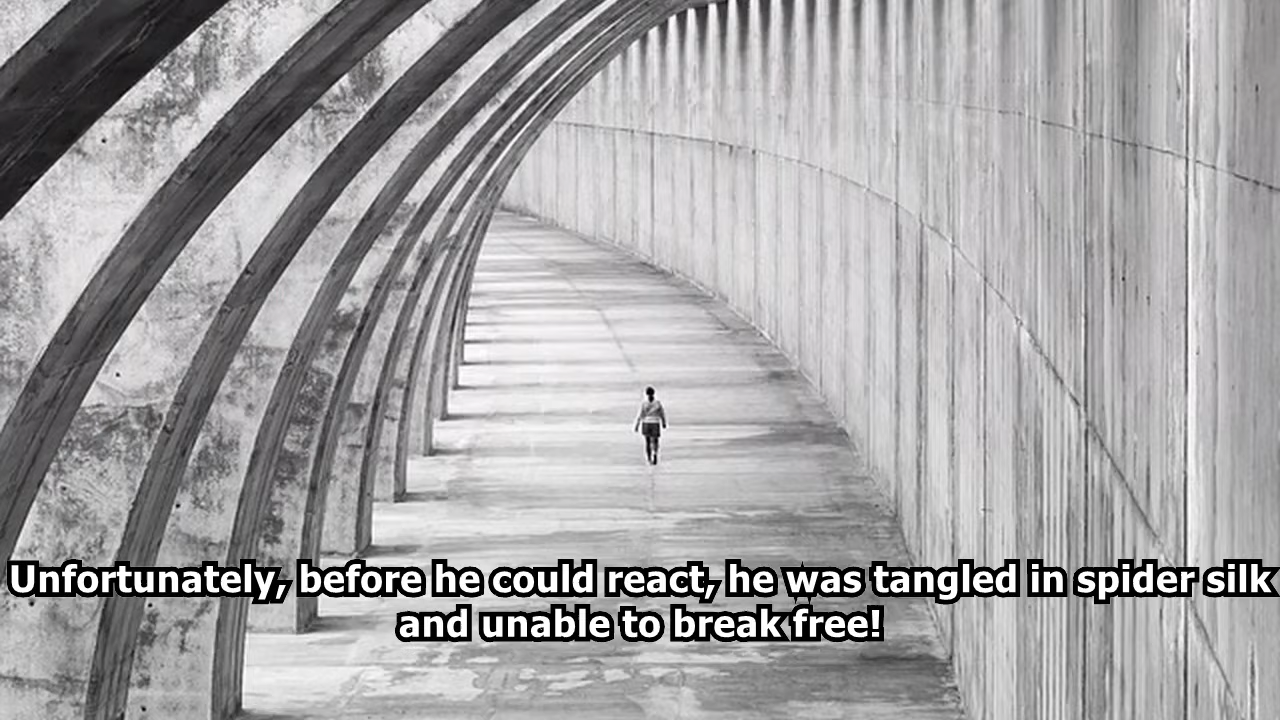 Unfortunately, before he could react, he was tangled in spider silk
and unable to break free!